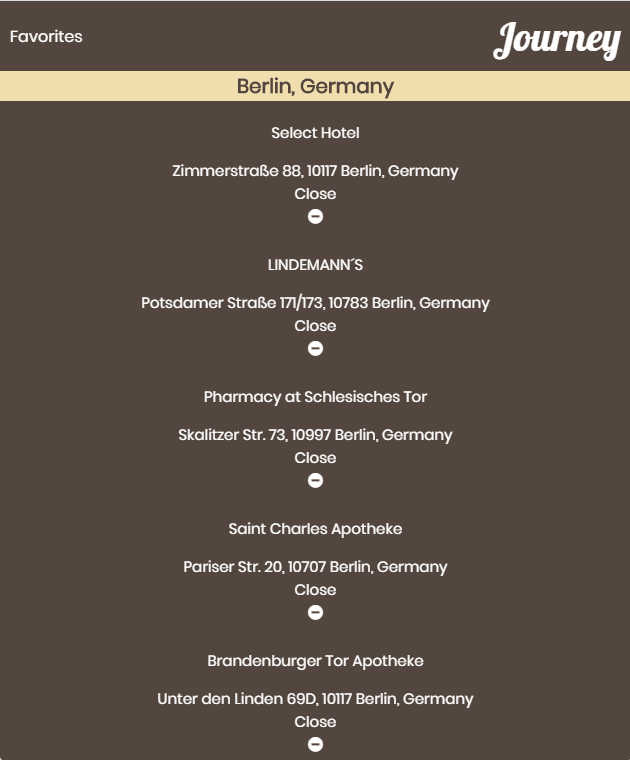 Favorites
Journey
Berlin, Germany
Select Hotel
Zimmerstraße 88, 10117 Berlin, Germany
Close
LINDEMANN´S
Potsdamer Straße 171/173, 10783 Berlin, Germany
Close
Pharmacy at Schlesisches Tor
Skalitzer Str. 73, 10997 Berlin, Germany
Close
Saint Charles Apotheke
Pariser Str. 20, 10707 Berlin, Germany
Close
Brandenburger Tor Apotheke
Unter den Linden 69D, 10117 Berlin, Germany
Close